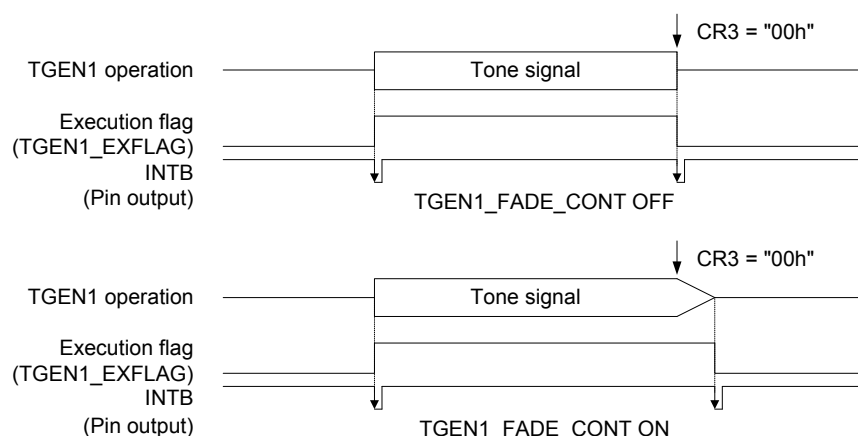 CR3 = "00h"
TGEN1 operation
Tone signal
Execution flag
(TGEN1_EXFLAG)
INTB
(Pin output)
TGEN1_FADE_CONT OFF
CR3 = "00h"
TGEN1 operation
Tone signal
Execution flag
(TGEN1_EXFLAG)
INTB
(Pin output)
TGEN1_FADE_CONT ON